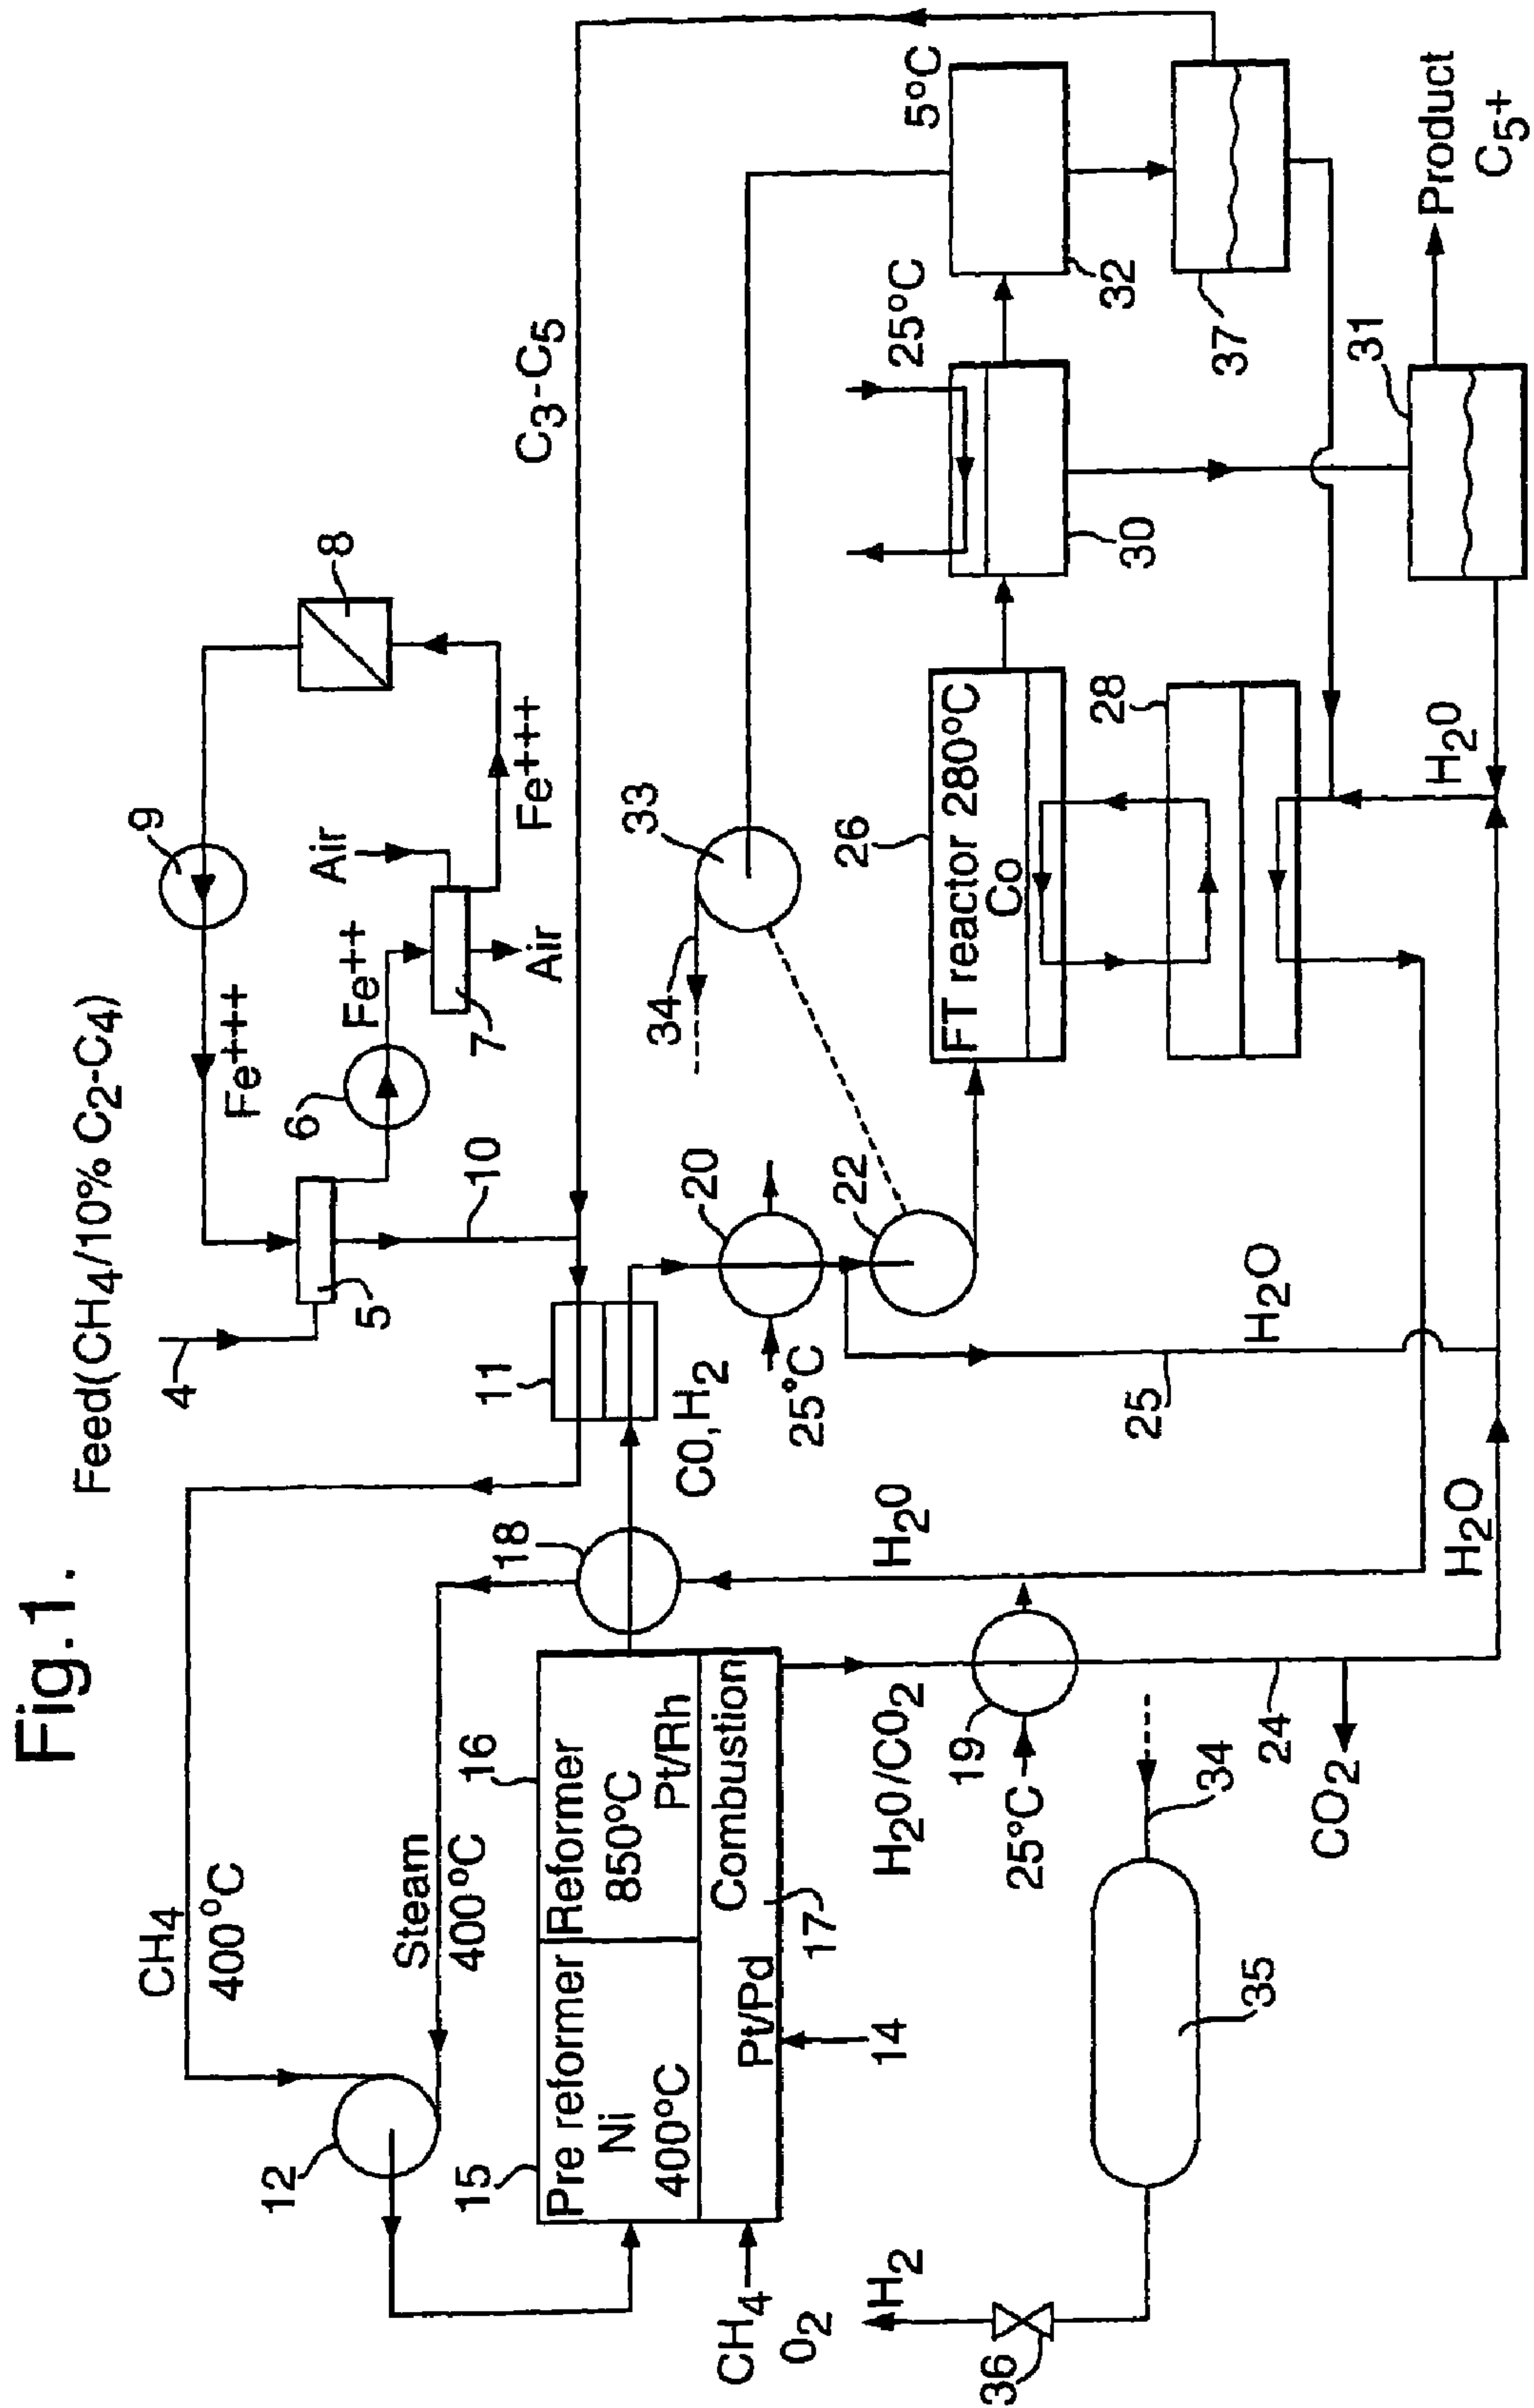 Fig.1.
Feed(CH4/10% C2-C4)
4
5
6
7
8
9
10
Fe+++
Fe++
Fe+++
Air
Air
CH4
400°C
Steam
400°C
C3-C5
11
12
18
CO,H2
15
Pre reformer
Ni
400°C
16
Reformer
850°C
Pt/Rh
Combustion
Pt/Pd
17
14
CH4
O2
20
25°C
22
33
34
26
FT reactor 280°C
Co
28
25°C
30
5°C
32
37
31
Product
C5+
H2O
H2O
25
H2O
H2O/CO2
19
25°C
24
CO2
H2O
34
35
36
H2